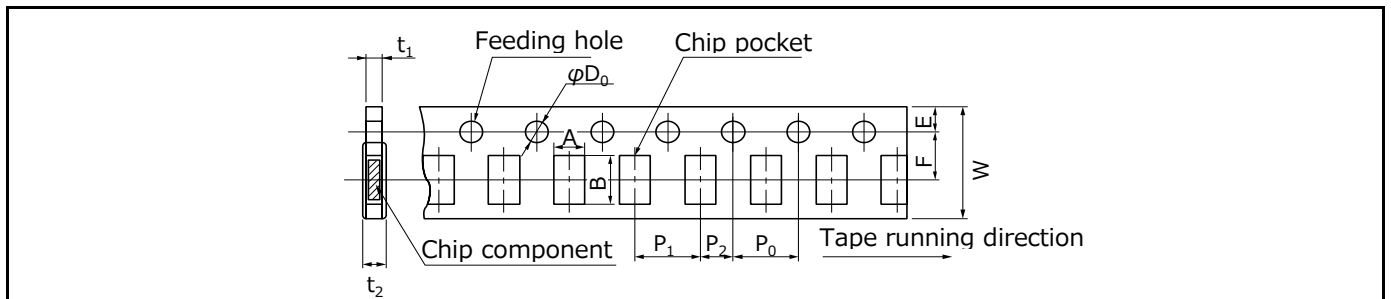 t₁
Feeding hole
Chip pocket
φD₀
A
E
F
W
B
P₁
P₂
P₀
Tape running direction
Chip component
t₂